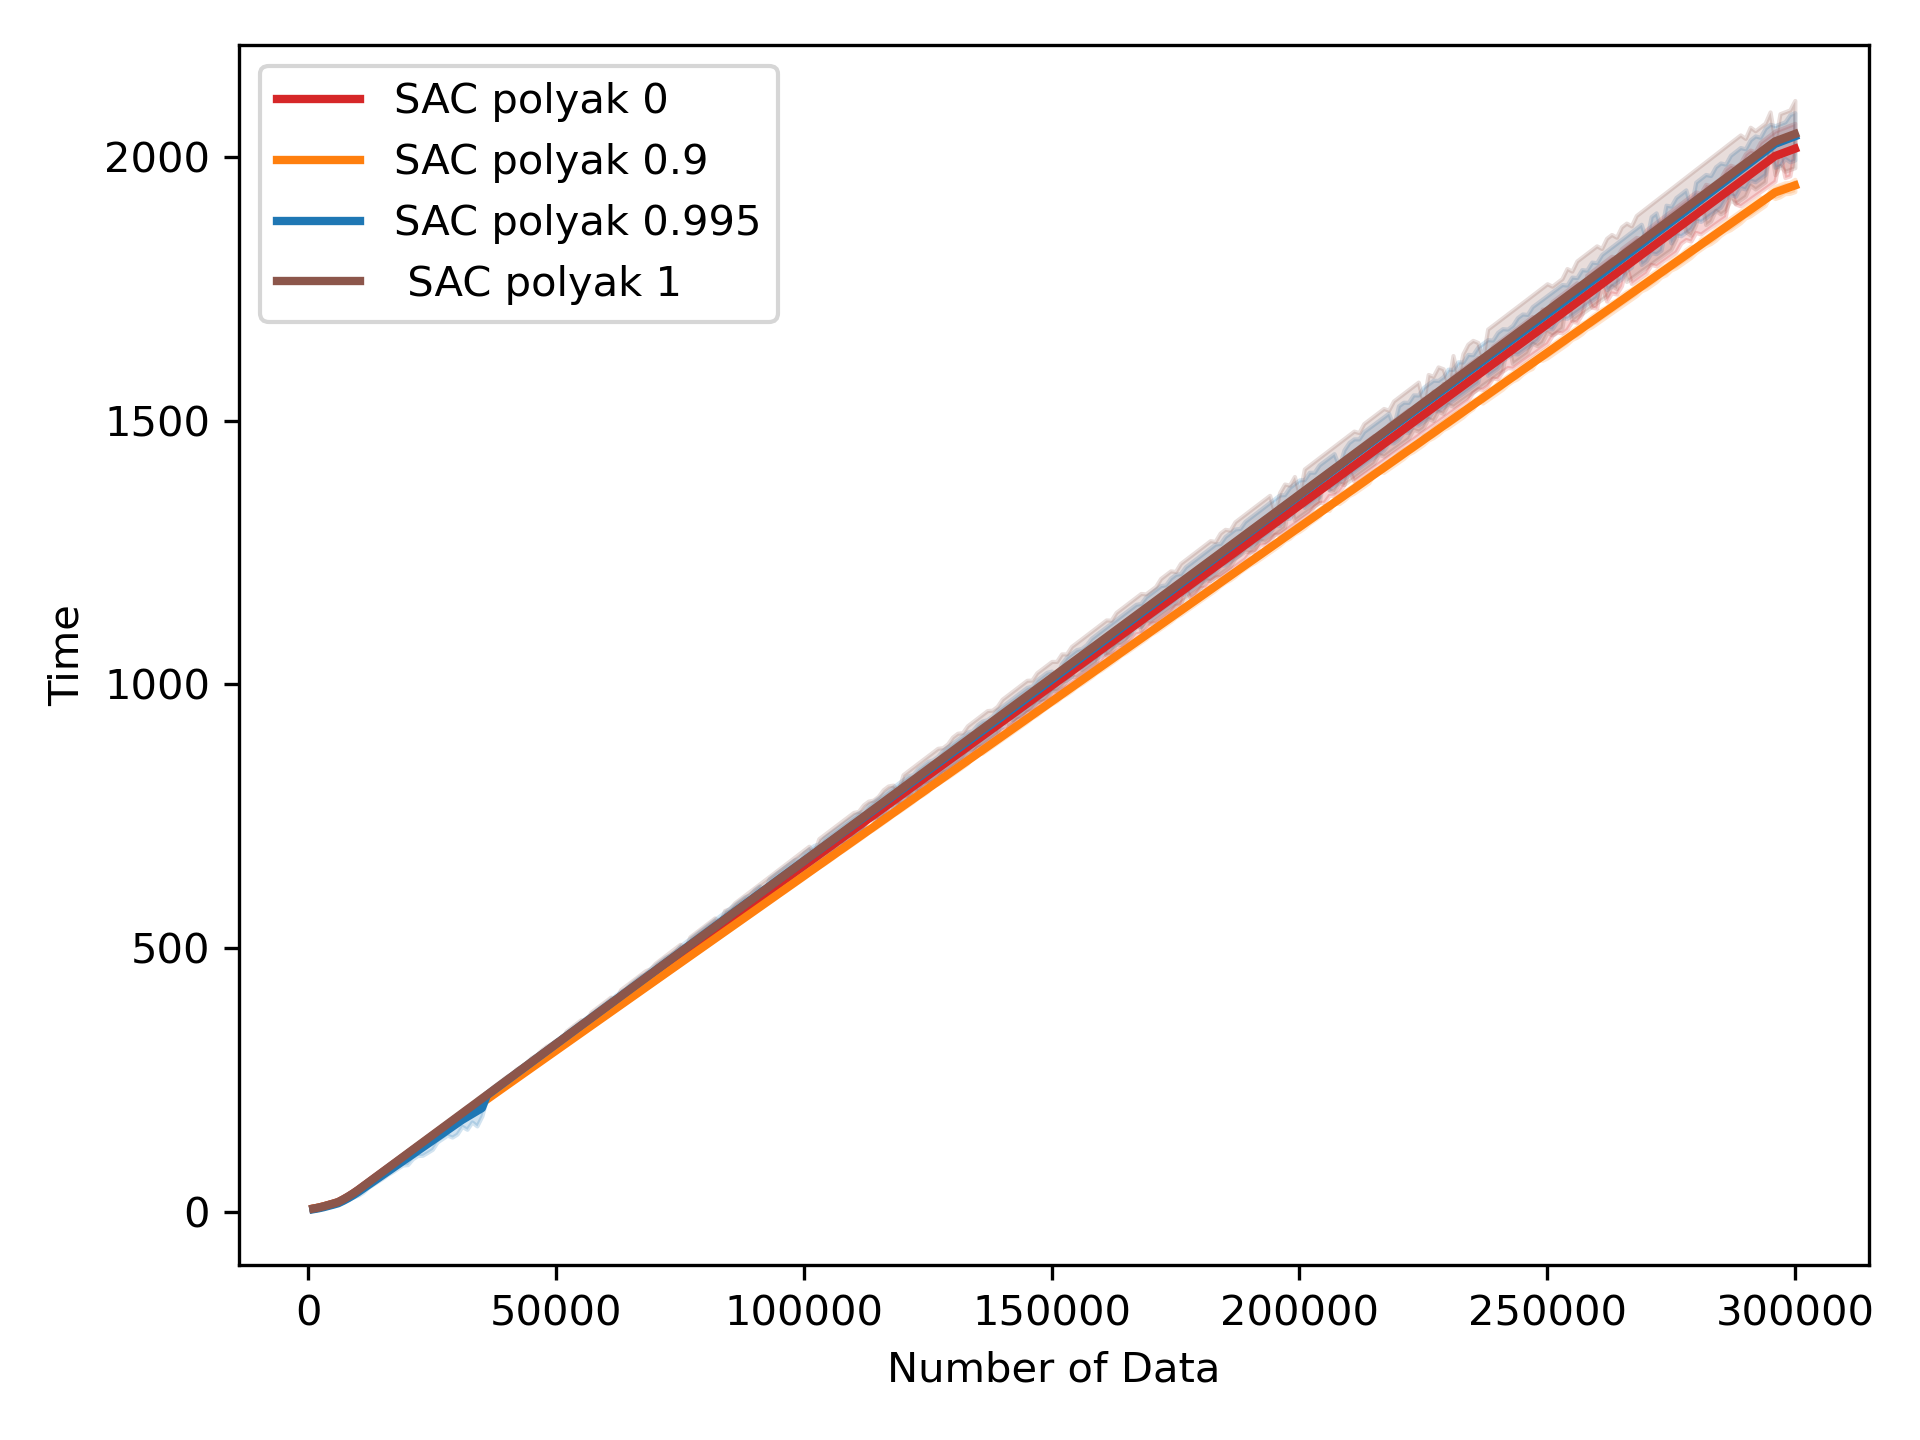 SAC polyak 0
SAC polyak 0.9
SAC polyak 0.995
SAC polyak 1
2000
1500
1000
500
0
Time
0 50000 100000 150000 200000 250000 300000
Number of Data